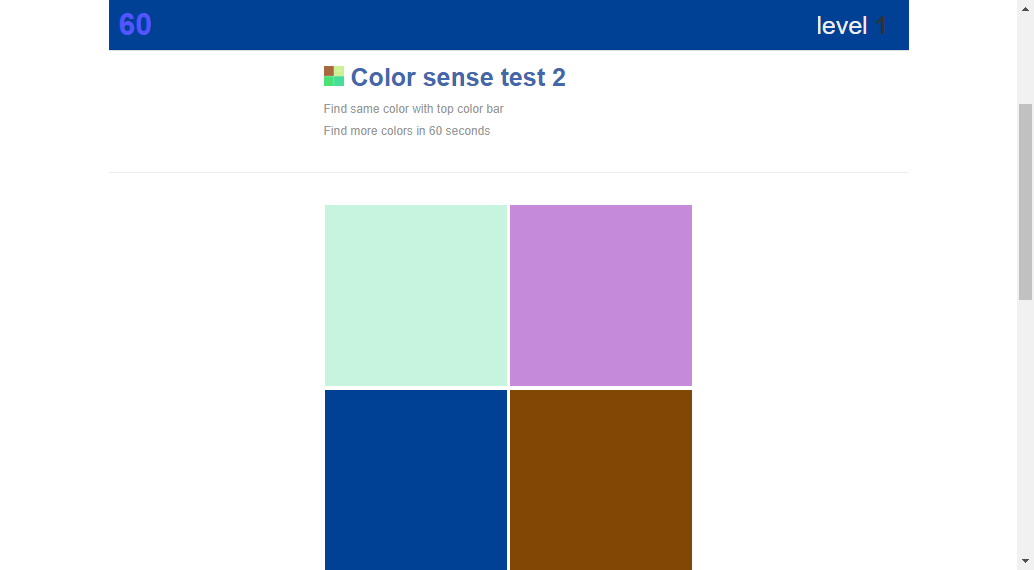 60
level 1
Color sense test 2
Find same color with top color bar
Find more colors in 60 seconds